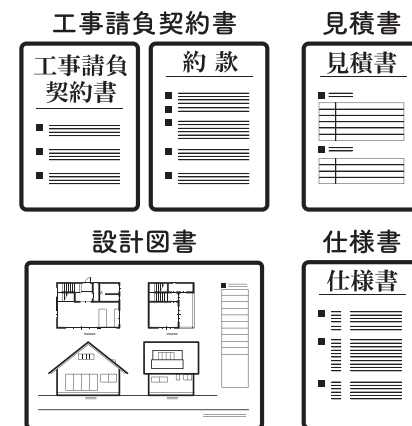 工事請負契約書
見積書
工事請負
契約書
約 款
見積書
設計図書
仕様書
仕様書